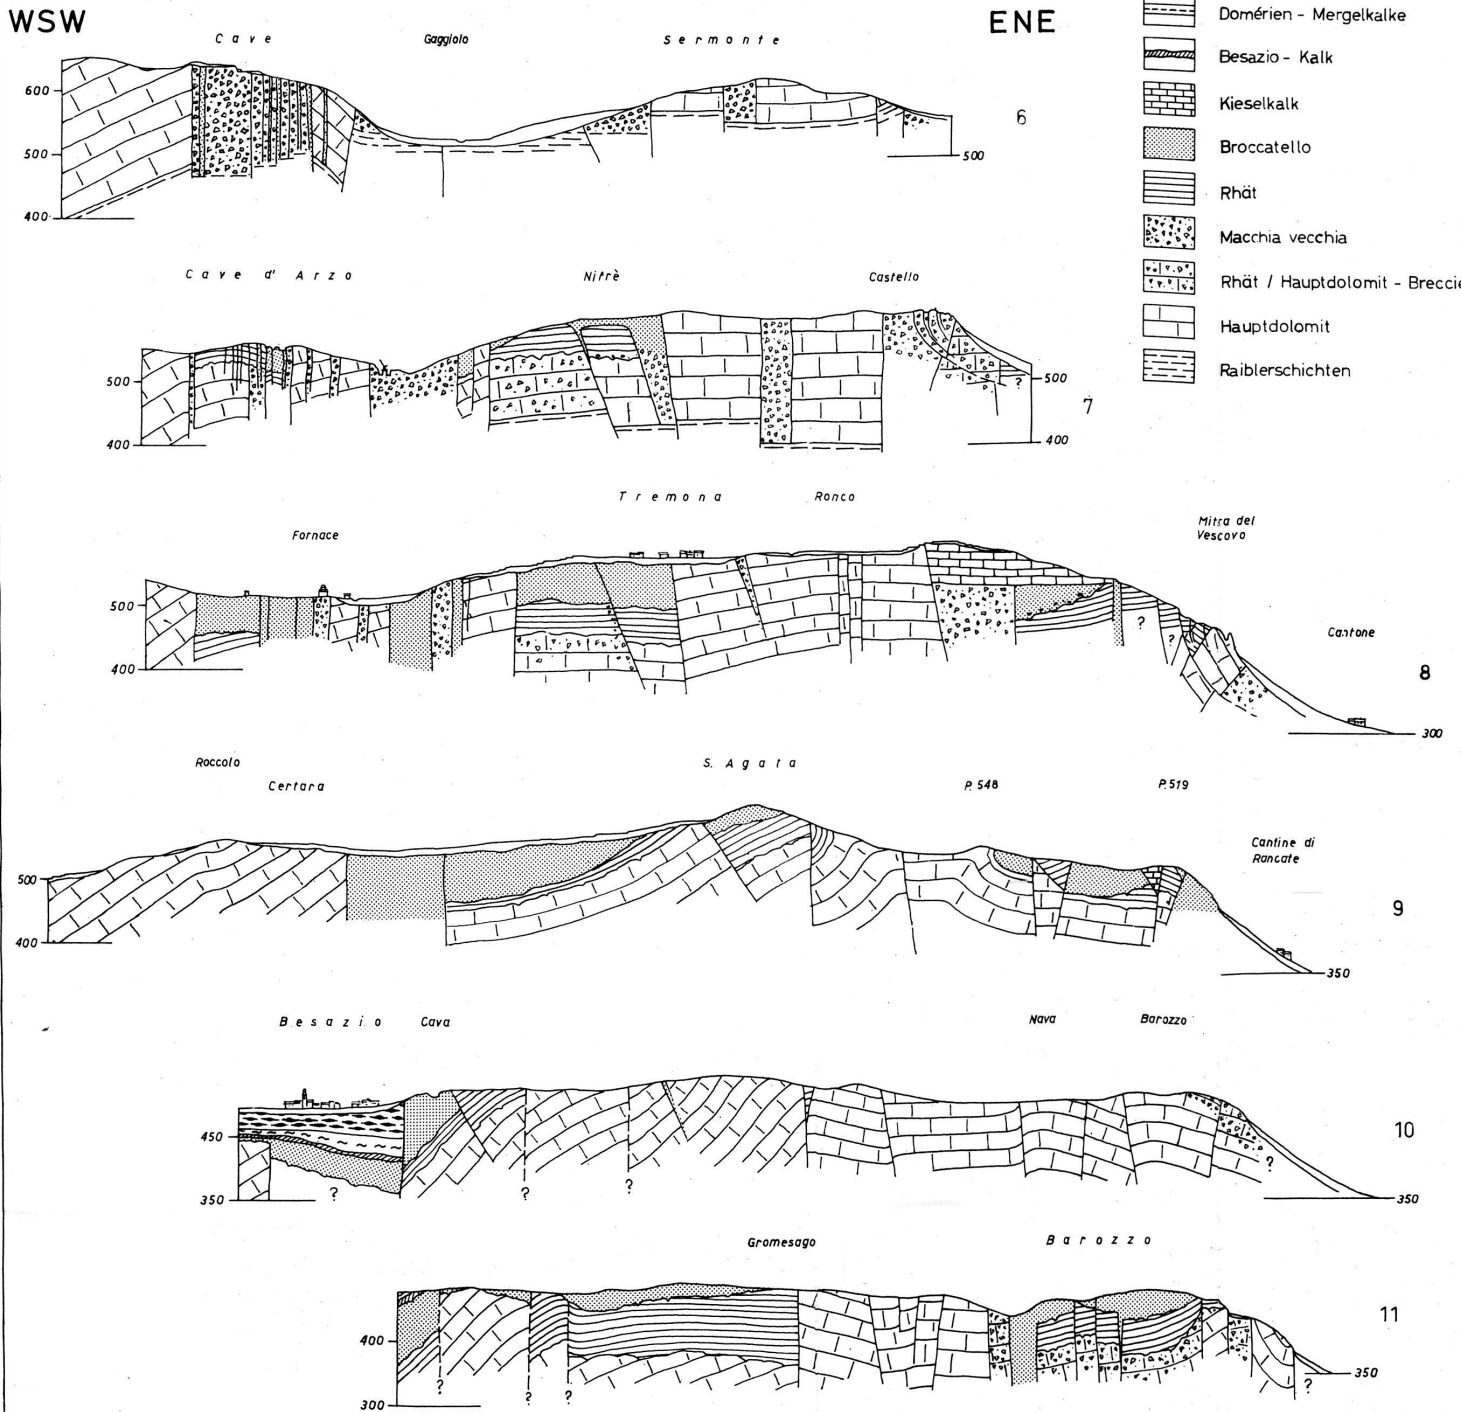 WSW
ENE
Cave
Gaggiolo
Sermonte
600
500
400
500
6
Domérien - Mergelkalke
Besazio - Kalk
Kieselkalk
Broccatello
Rhät
Macchia vecchia
Rhät / Hauptdolomit - Breccie
Hauptdolomit
Raiblerschichten
Cave d' Arzo
Nitrè
Castello
500
400
?
500
400
7
Tremona
Ronco
Fornace
Mitra del
Vescovo
Cantone
500
400
?
?
300
8
Roccolo
Certara
S. Agata
P. 548
P. 519
Cantine di
Rancate
500
400
350
9
Besazio
Cava
Nava
Barozzo
450
350
?
?
?
?
350
10
Gromesago
Barozzo
400
300
?
?
?
?
350
11